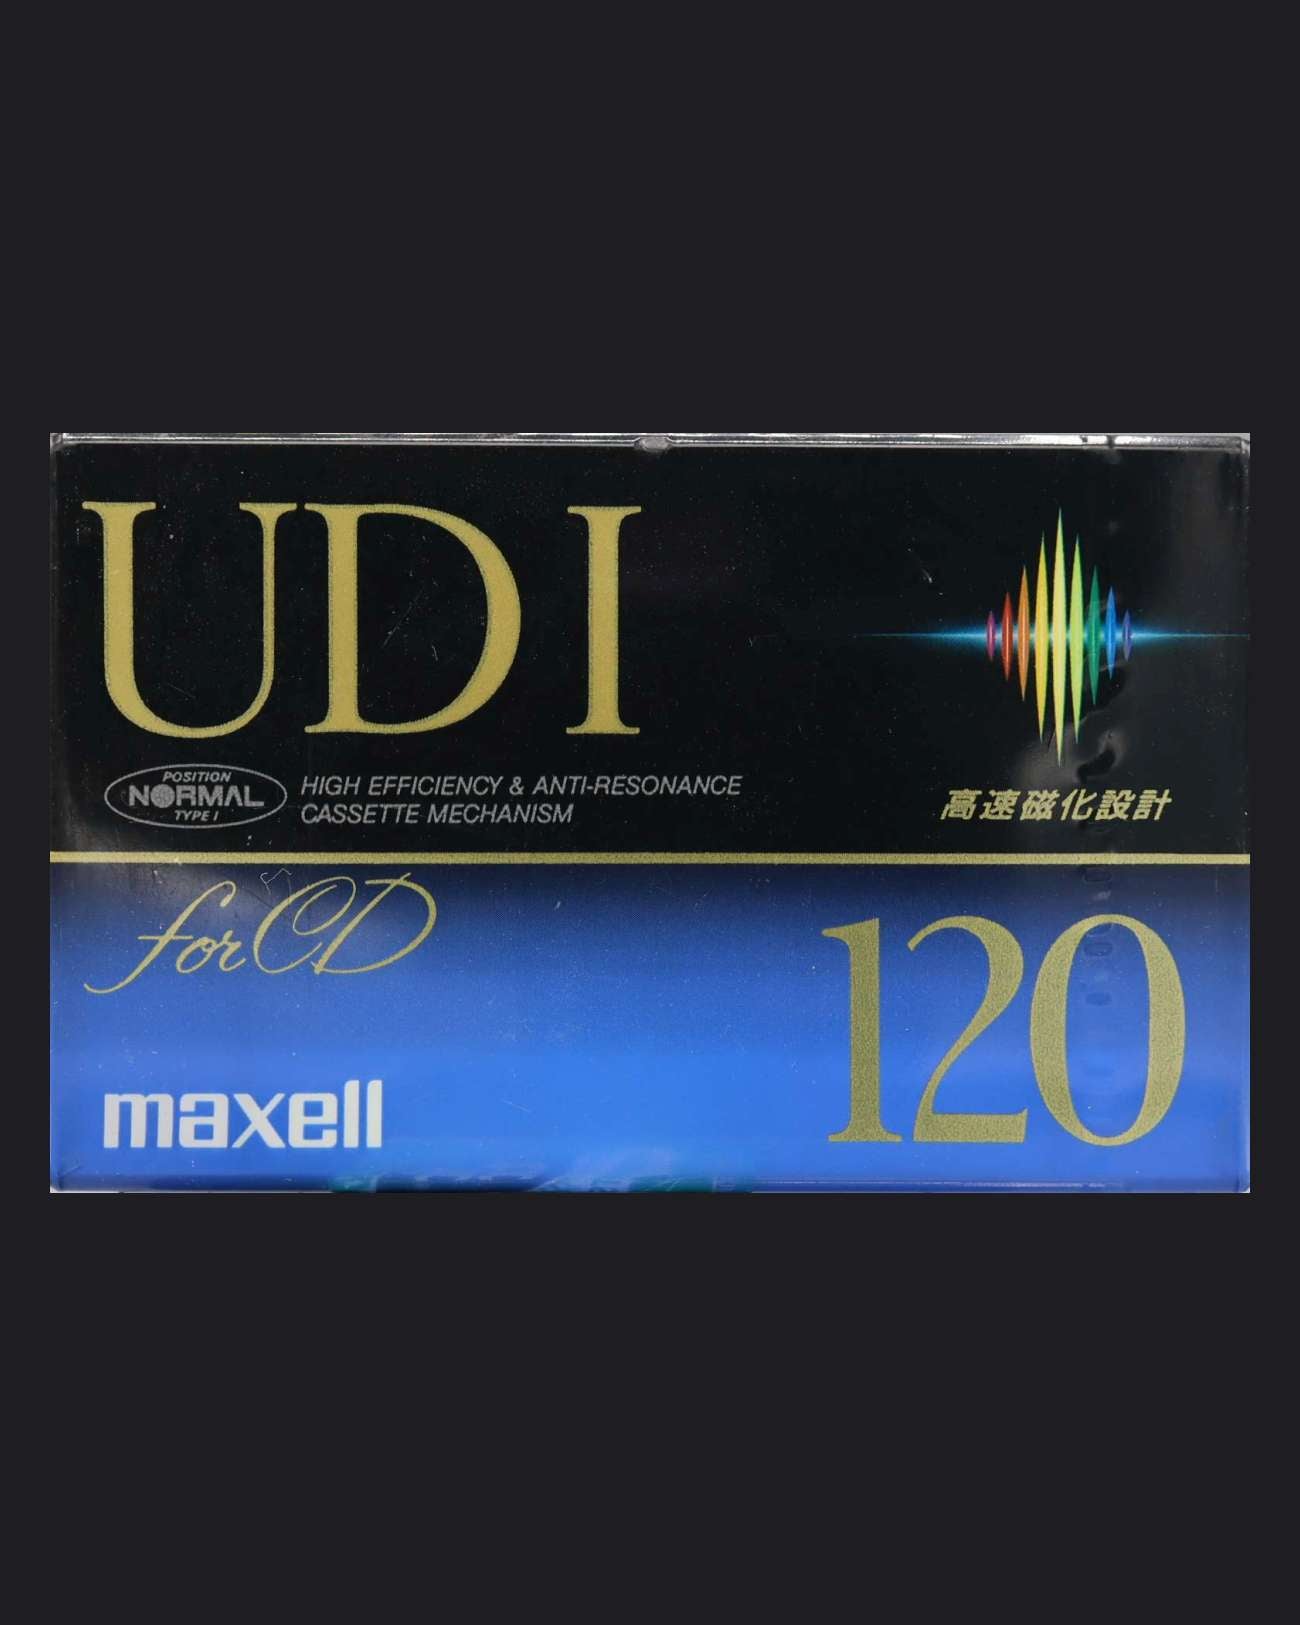 UD I
POSITION
NORMAL
TYPE I
HIGH EFFICIENCY & ANTI-RESONANCE
CASSETTE MECHANISM
高速磁化設計
for CD
120
maxell